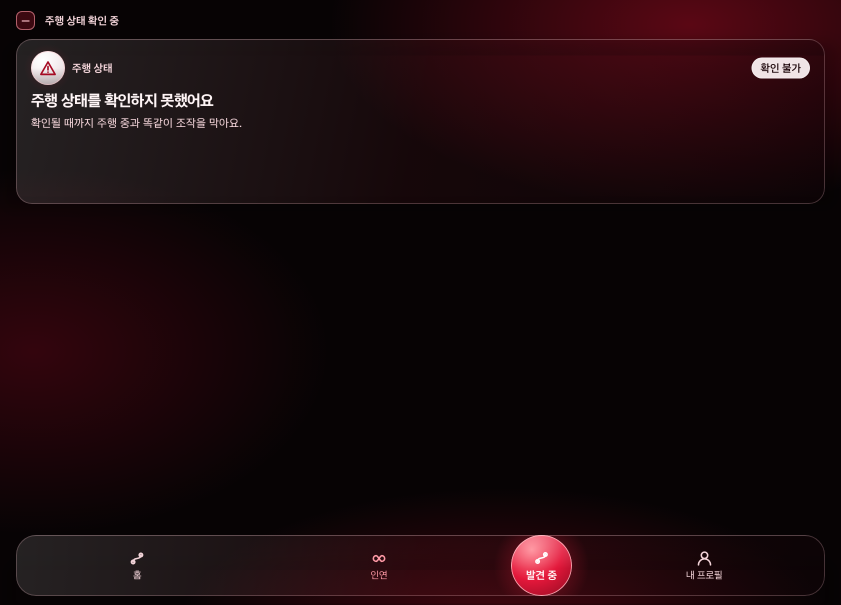 주행 상태 확인 중
주행 상태
확인 불가
주행 상태를 확인하지 못했어요
확인될 때까지 주행 중과 똑같이 조작을 막아요.
홈
인연
발견 중
내 프로필